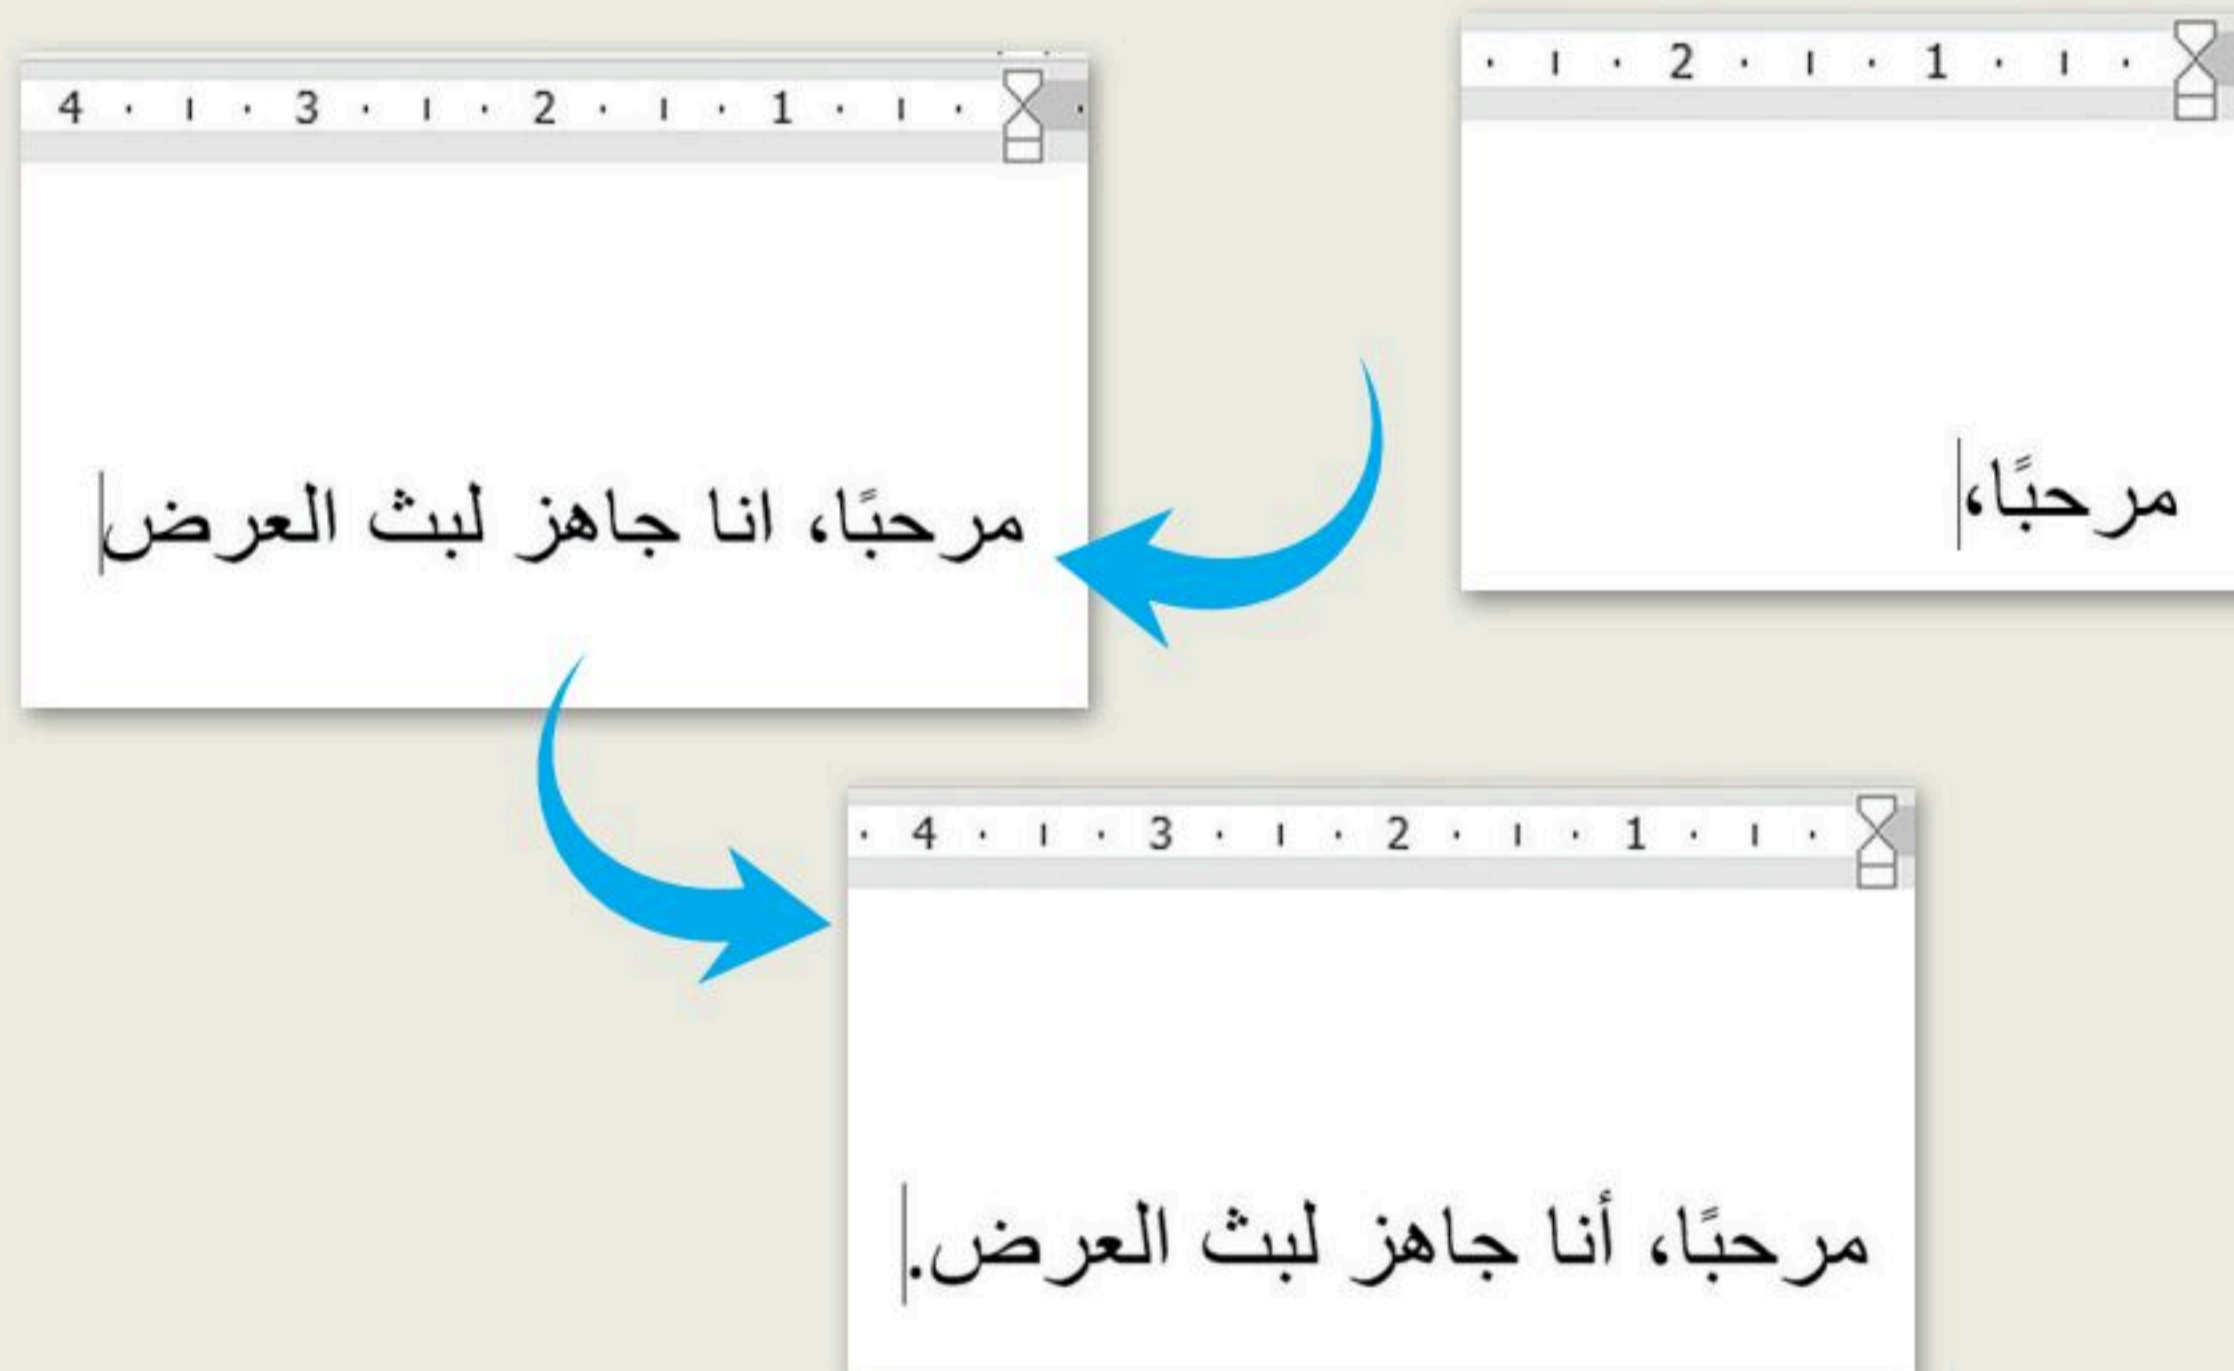 · ı · 2 · ı · 1 · ı ·
مرحبًا،
4 · ı · 3 · ı · 2 · ı · 1 · ı ·
مرحبًا، انا جاهز لبث العرض
· 4 · ı · 3 · ı · 2 · ı · 1 · ı ·
مرحبًا، أنا جاهز لبث العرض.